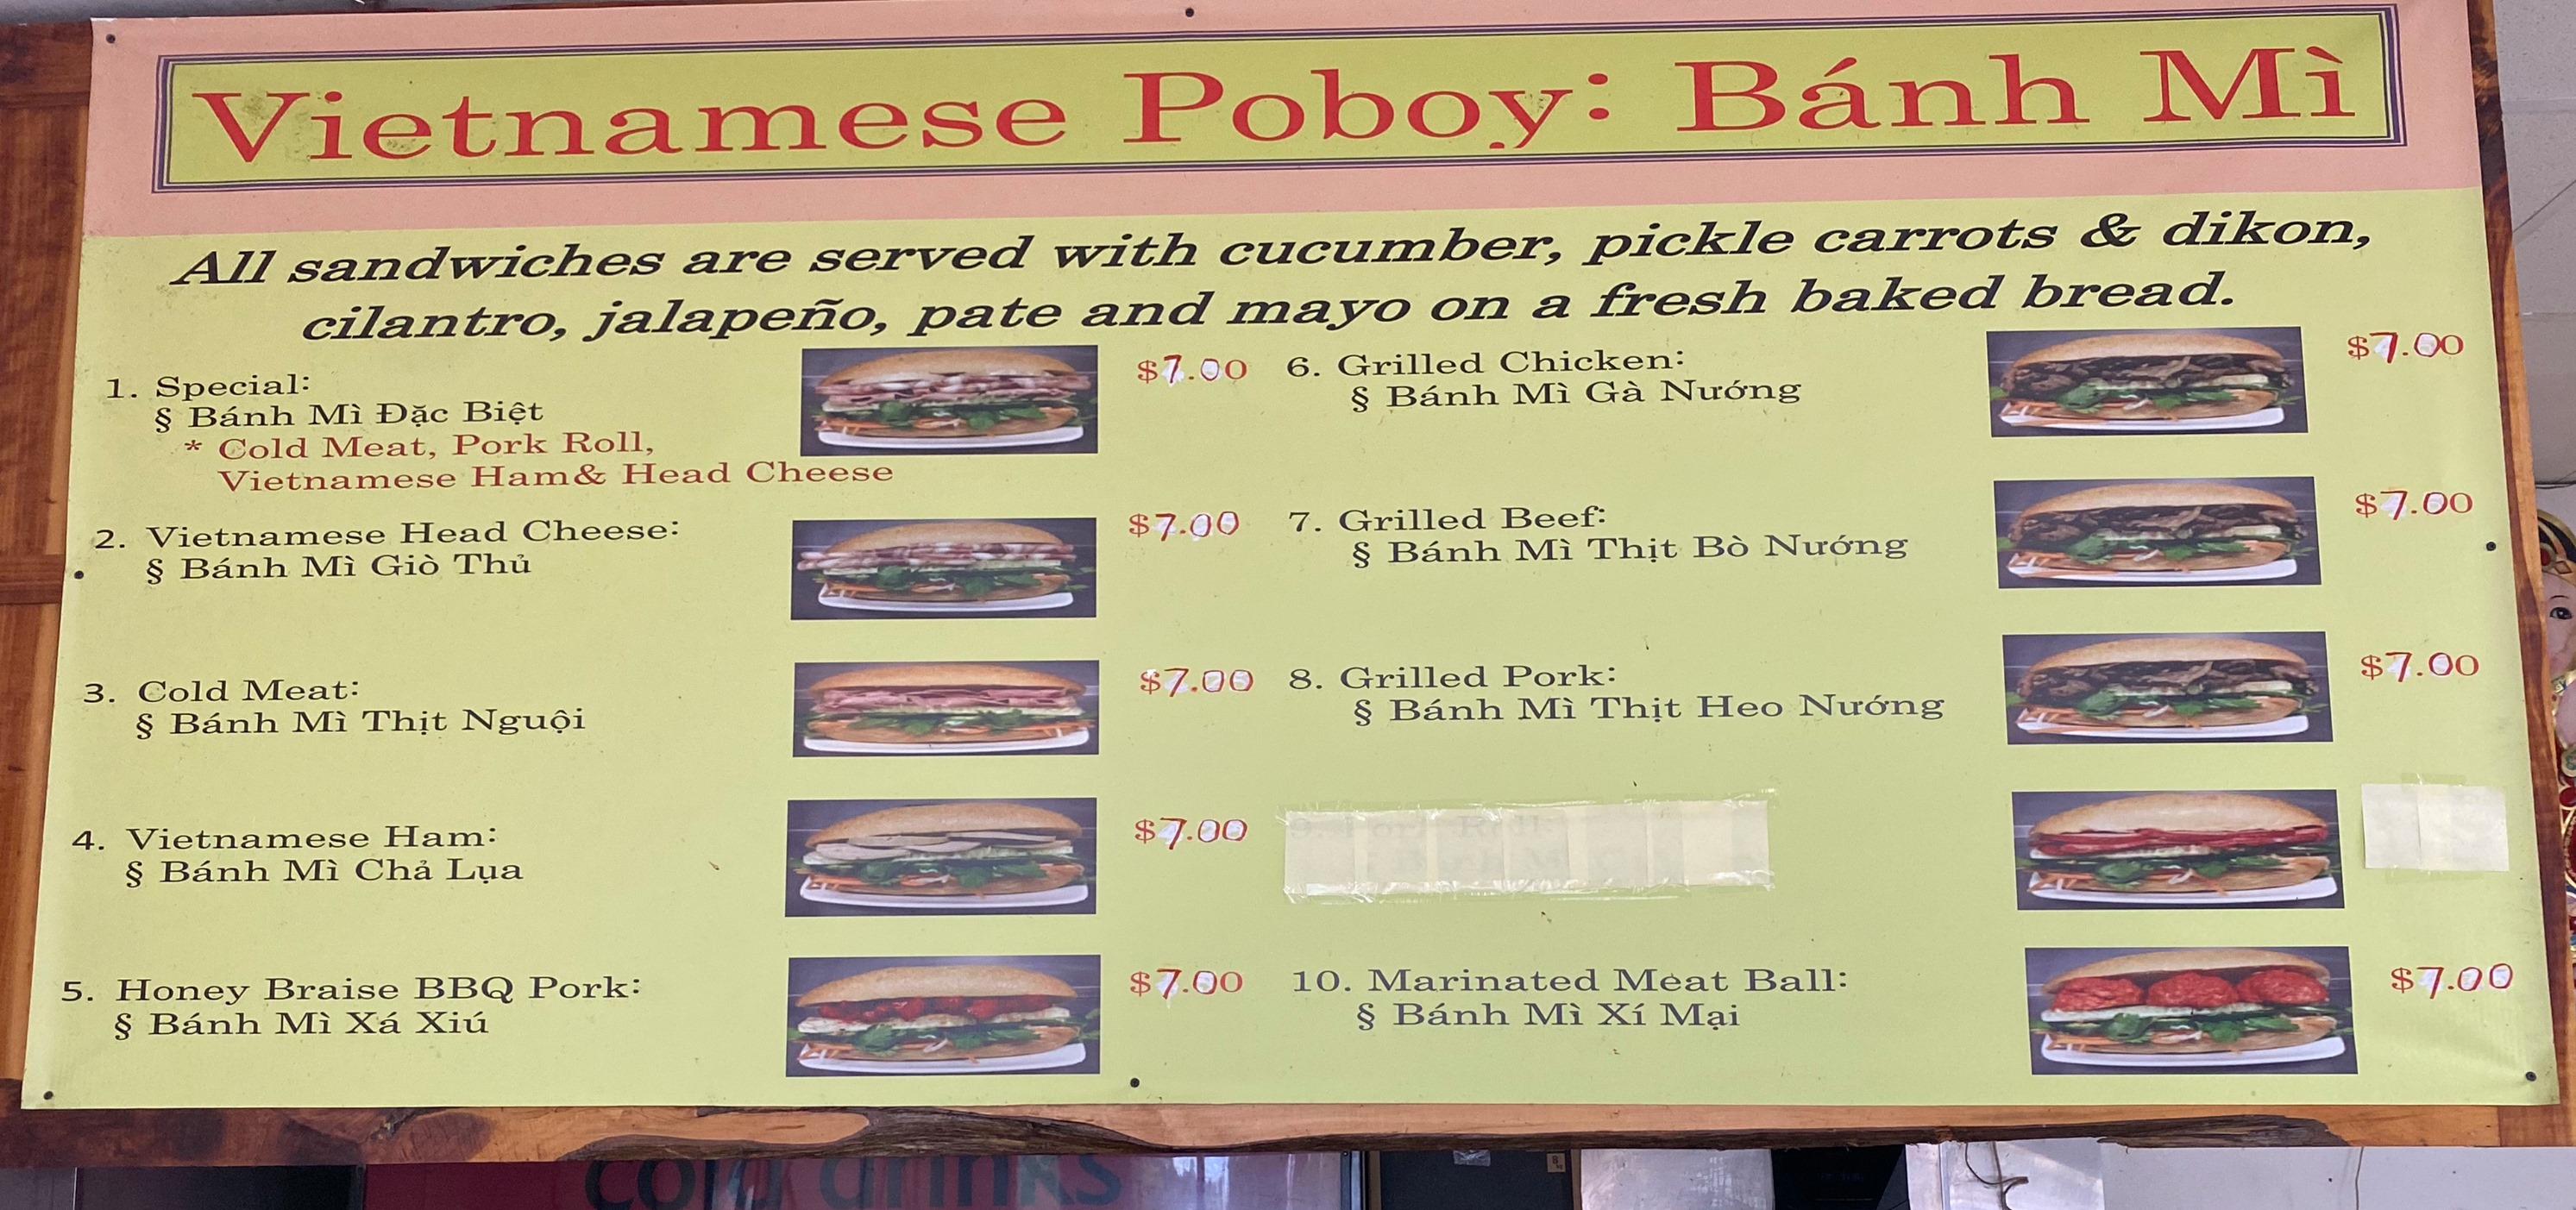 Vietnamese Poboy: Bánh Mì
All sandwiches are served with cucumber, pickle carrots & dikon,
cilantro, jalapeño, pate and mayo on a fresh baked bread.
1. Special: $7.00
§ Bánh Mì Đặc Biệt
* Cold Meat, Pork Roll,
Vietnamese Ham& Head Cheese
2. Vietnamese Head Cheese: $7.00
§ Bánh Mì Giò Thủ
3. Cold Meat: $7.00
§ Bánh Mì Thịt Nguội
4. Vietnamese Ham: $7.00
§ Bánh Mì Chả Lụa
5. Honey Braise BBQ Pork: $7.00
§ Bánh Mì Xá Xiú
6. Grilled Chicken: $7.00
§ Bánh Mì Gà Nướng
7. Grilled Beef: $7.00
§ Bánh Mì Thịt Bò Nướng
8. Grilled Pork: $7.00
§ Bánh Mì Thịt Heo Nướng
10. Marinated Meat Ball: $7.00
§ Bánh Mì Xí Mại
cold drinks